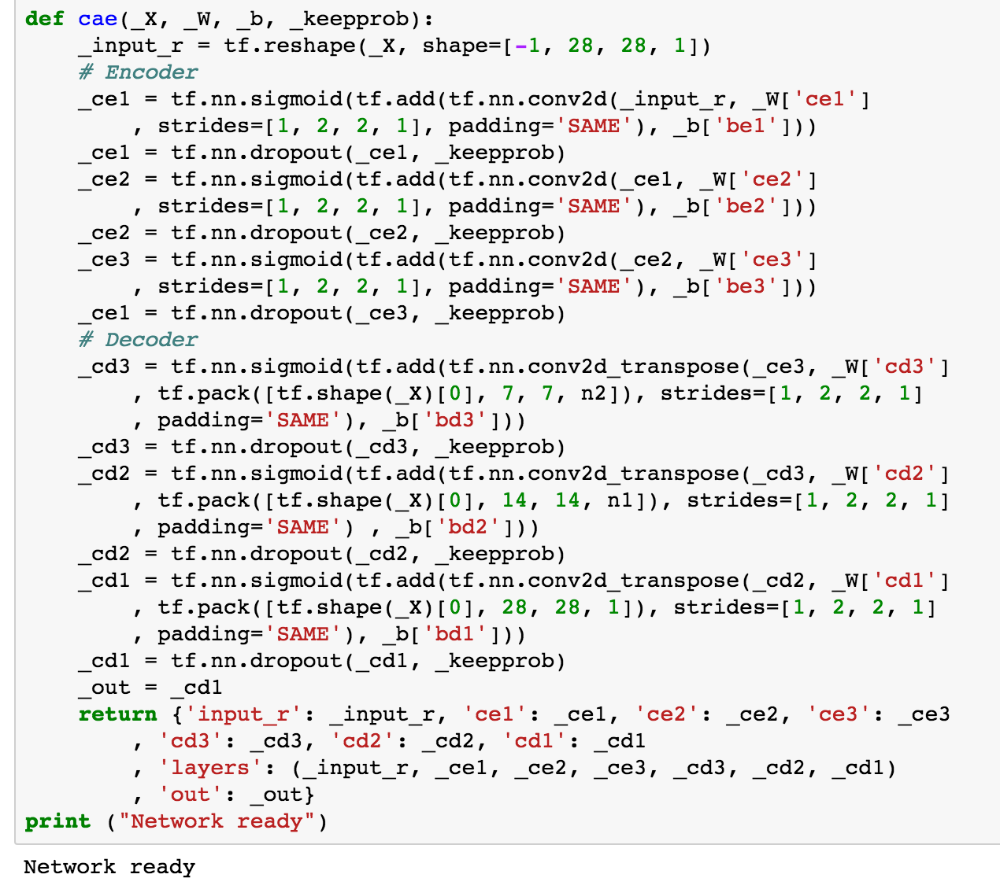 def cae(_X, _W, _b, _keepprob):
    _input_r = tf.reshape(_X, shape=[-1, 28, 28, 1])
    # Encoder
    _ce1 = tf.nn.sigmoid(tf.add(tf.nn.conv2d(_input_r, _W['ce1']
        , strides=[1, 2, 2, 1], padding='SAME'), _b['be1']))
    _ce1 = tf.nn.dropout(_ce1, _keepprob)
    _ce2 = tf.nn.sigmoid(tf.add(tf.nn.conv2d(_ce1, _W['ce2']
        , strides=[1, 2, 2, 1], padding='SAME'), _b['be2']))
    _ce2 = tf.nn.dropout(_ce2, _keepprob)
    _ce3 = tf.nn.sigmoid(tf.add(tf.nn.conv2d(_ce2, _W['ce3']
        , strides=[1, 2, 2, 1], padding='SAME'), _b['be3']))
    _ce1 = tf.nn.dropout(_ce3, _keepprob)
    # Decoder
    _cd3 = tf.nn.sigmoid(tf.add(tf.nn.conv2d_transpose(_ce3, _W['cd3']
        , tf.pack([tf.shape(_X)[0], 7, 7, n2]), strides=[1, 2, 2, 1]
        , padding='SAME'), _b['bd3']))
    _cd3 = tf.nn.dropout(_cd3, _keepprob)
    _cd2 = tf.nn.sigmoid(tf.add(tf.nn.conv2d_transpose(_cd3, _W['cd2']
        , tf.pack([tf.shape(_X)[0], 14, 14, n1]), strides=[1, 2, 2, 1]
        , padding='SAME') , _b['bd2']))
    _cd2 = tf.nn.dropout(_cd2, _keepprob)
    _cd1 = tf.nn.sigmoid(tf.add(tf.nn.conv2d_transpose(_cd2, _W['cd1']
        , tf.pack([tf.shape(_X)[0], 28, 28, 1]), strides=[1, 2, 2, 1]
        , padding='SAME'), _b['bd1']))
    _cd1 = tf.nn.dropout(_cd1, _keepprob)
    _out = _cd1
    return {'input_r': _input_r, 'ce1': _ce1, 'ce2': _ce2, 'ce3': _ce3
        , 'cd3': _cd3, 'cd2': _cd2, 'cd1': _cd1
        , 'layers': (_input_r, _ce1, _ce2, _ce3, _cd3, _cd2, _cd1)
        , 'out': _out}
print ("Network ready")
Network ready